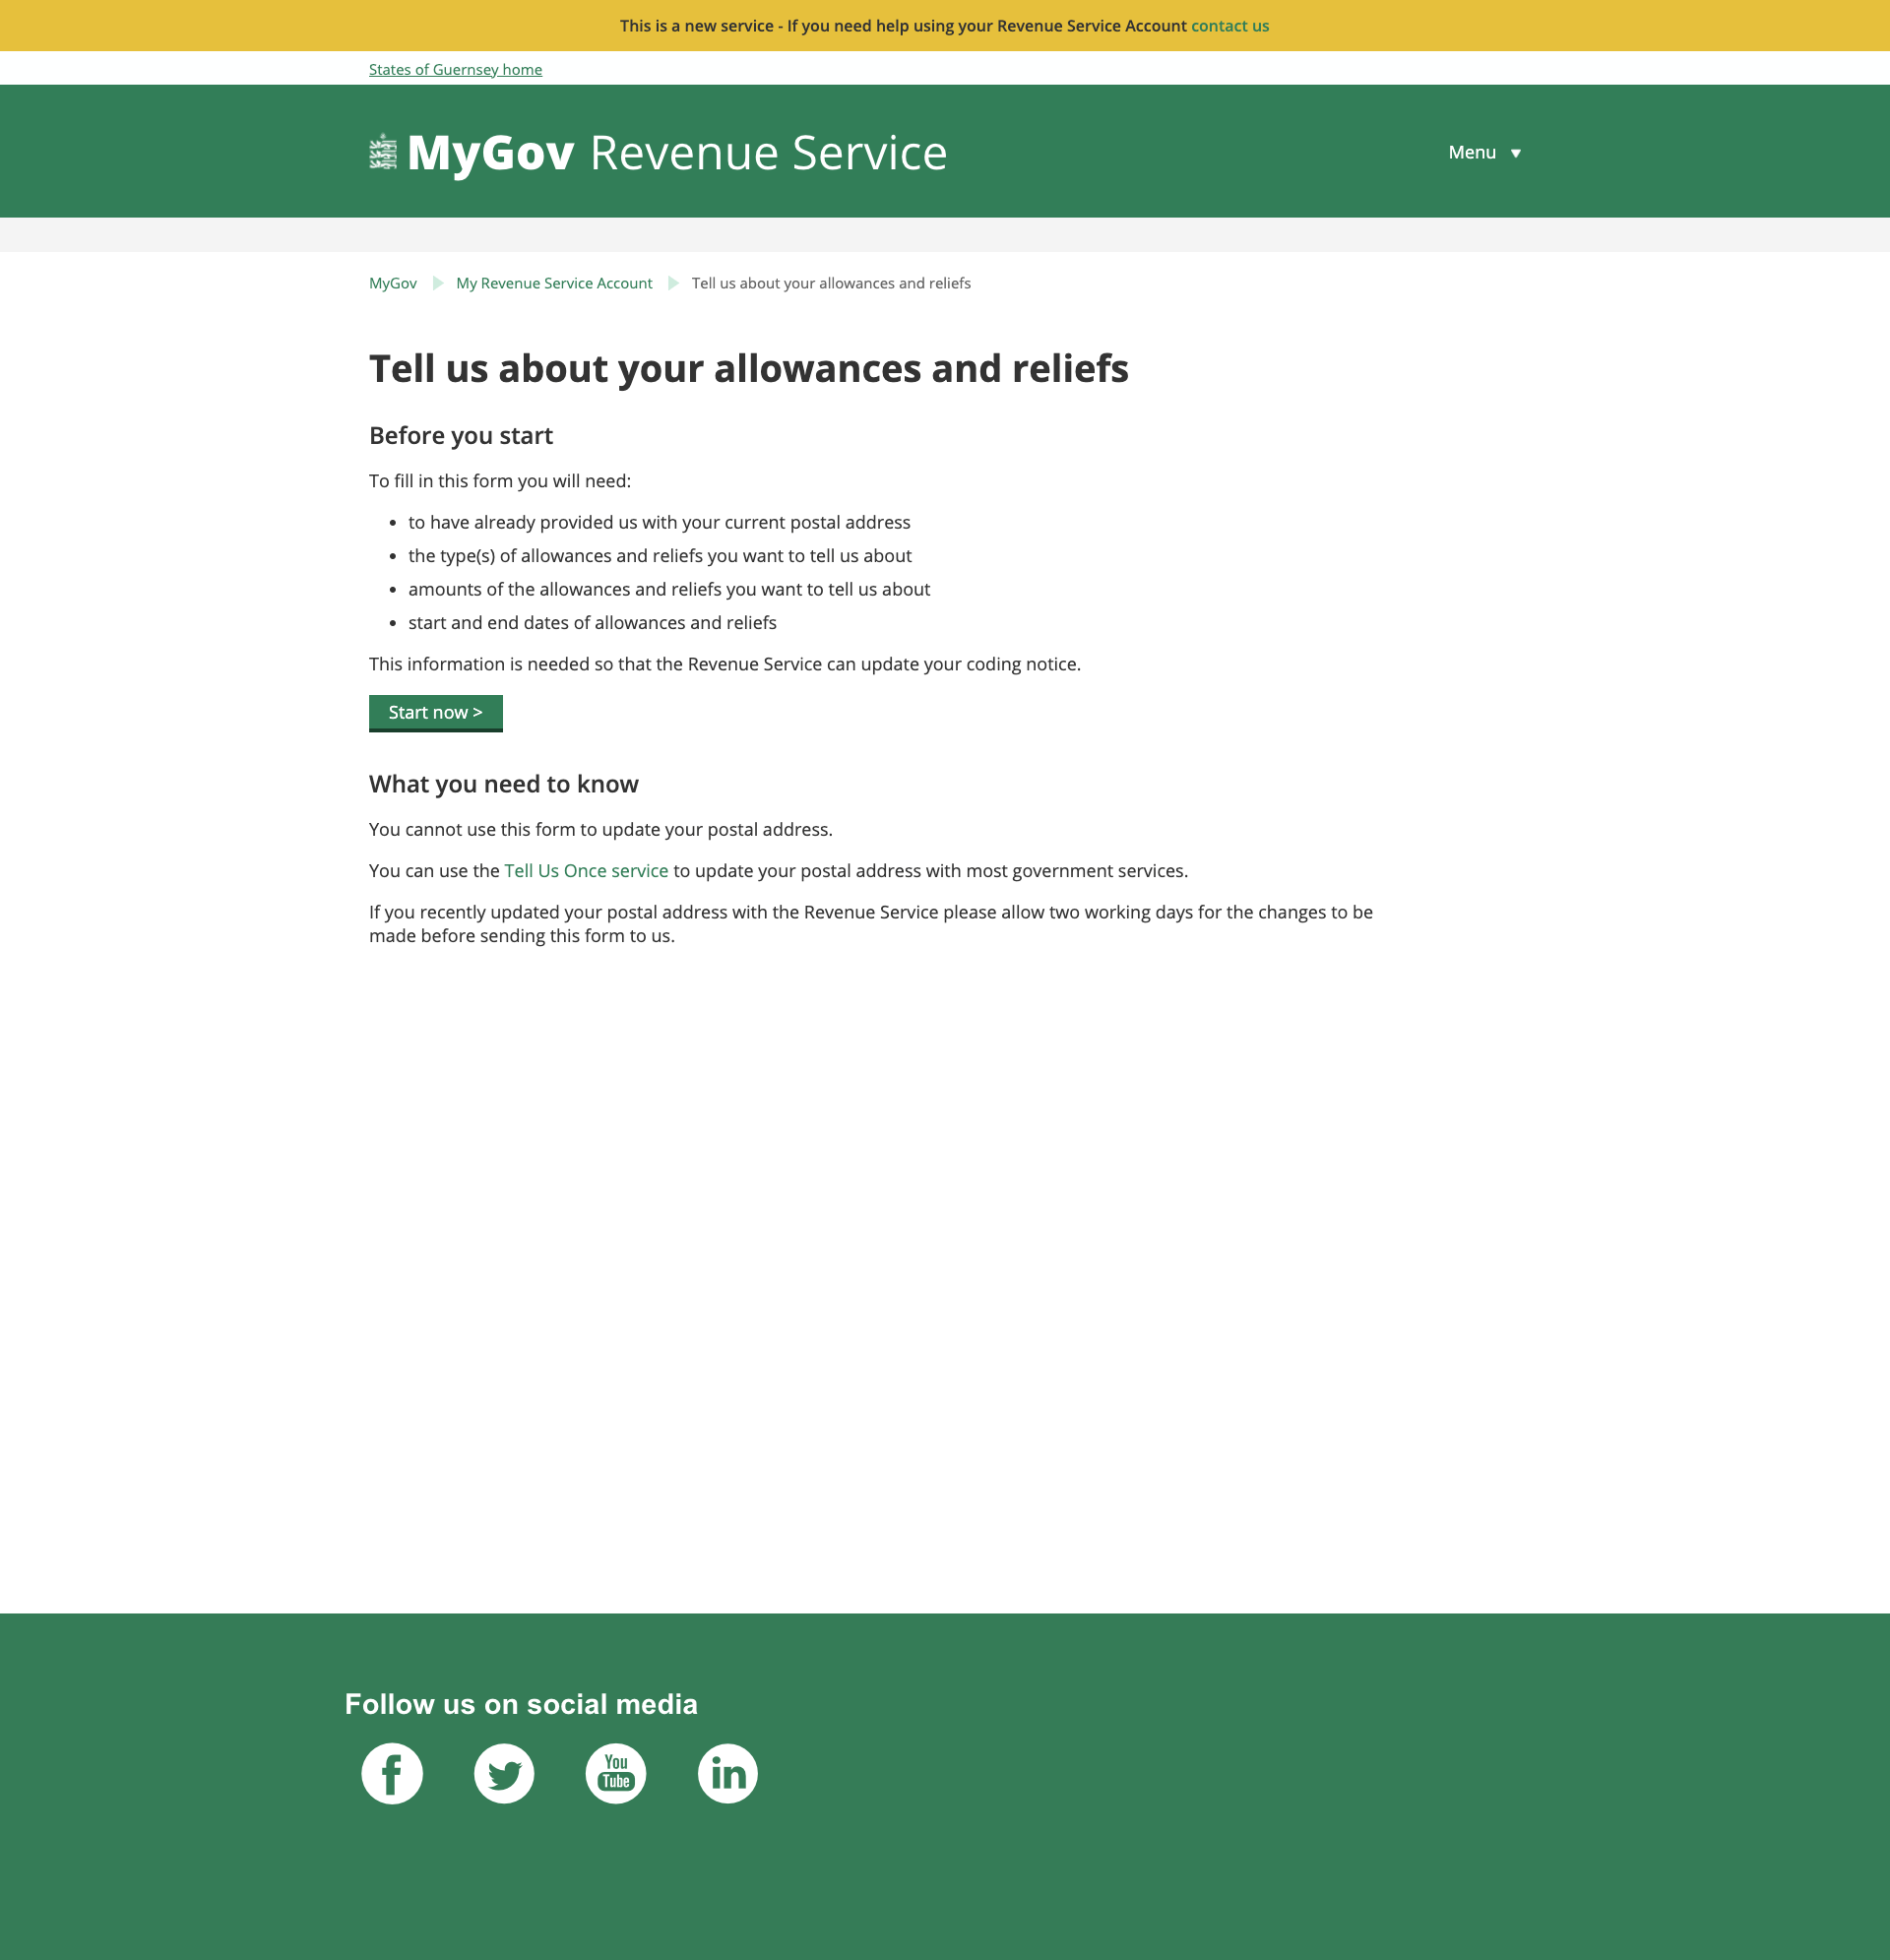 This is a new service - If you need help using your Revenue Service Account contact us
States of Guernsey home
MyGov Revenue Service
Menu
MyGov
My Revenue Service Account
Tell us about your allowances and reliefs
Tell us about your allowances and reliefs
Before you start
To fill in this form you will need:
to have already provided us with your current postal address
the type(s) of allowances and reliefs you want to tell us about
amounts of the allowances and reliefs you want to tell us about
start and end dates of allowances and reliefs
This information is needed so that the Revenue Service can update your coding notice.
Start now >
What you need to know
You cannot use this form to update your postal address.
You can use the Tell Us Once service to update your postal address with most government services.
If you recently updated your postal address with the Revenue Service please allow two working days for the changes to be
made before sending this form to us.
Follow us on social media
f
You
Tube
in